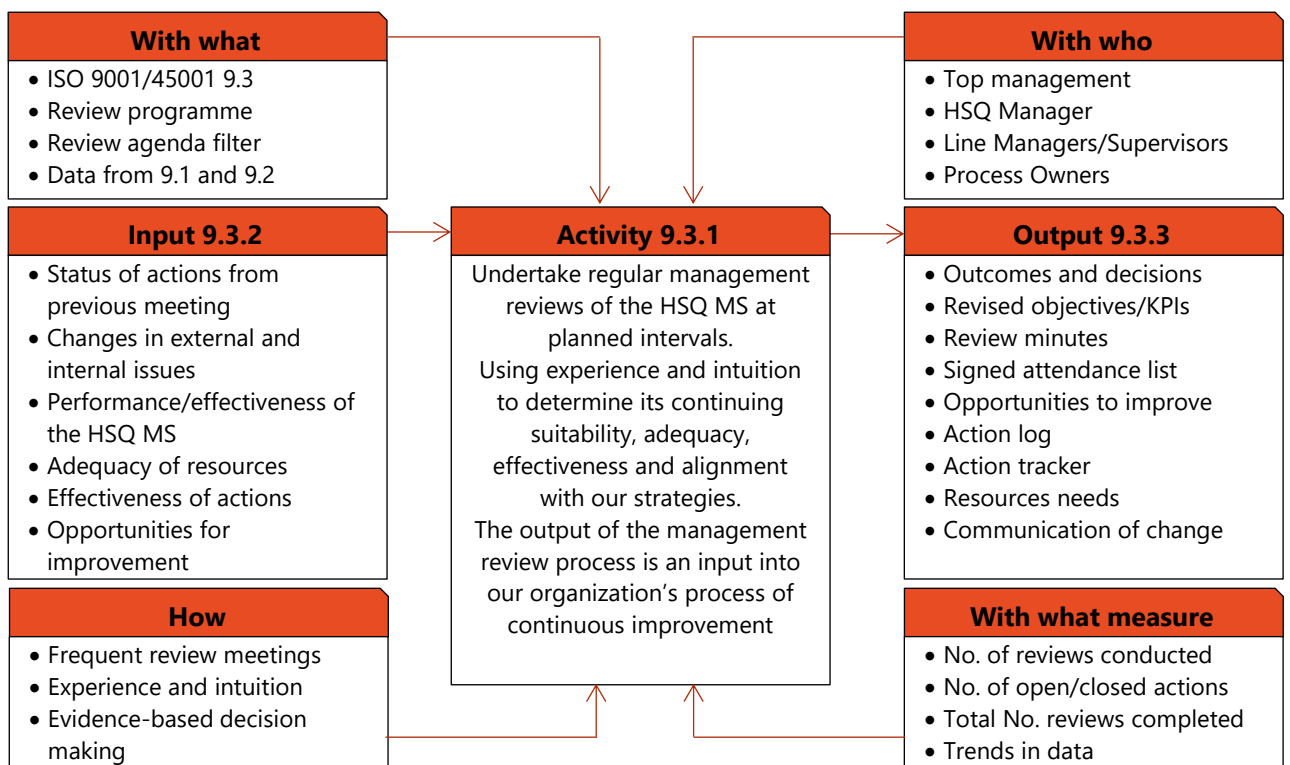 With what
• ISO 9001/45001 9.3
• Review programme
• Review agenda filter
• Data from 9.1 and 9.2
With who
• Top management
• HSQ Manager
• Line Managers/Supervisors
• Process Owners
Input 9.3.2
• Status of actions from
previous meeting
• Changes in external and
internal issues
• Performance/effectiveness of
the HSQ MS
• Adequacy of resources
• Effectiveness of actions
• Opportunities for
improvement
Activity 9.3.1
Undertake regular management
reviews of the HSQ MS at
planned intervals.
Using experience and intuition
to determine its continuing
suitability, adequacy,
effectiveness and alignment
with our strategies.
The output of the management
review process is an input into
our organization’s process of
continuous improvement
Output 9.3.3
• Outcomes and decisions
• Revised objectives/KPIs
• Review minutes
• Signed attendance list
• Opportunities to improve
• Action log
• Action tracker
• Resources needs
• Communication of change
How
• Frequent review meetings
• Experience and intuition
• Evidence-based decision
making
With what measure
• No. of reviews conducted
• No. of open/closed actions
• Total No. reviews completed
• Trends in data